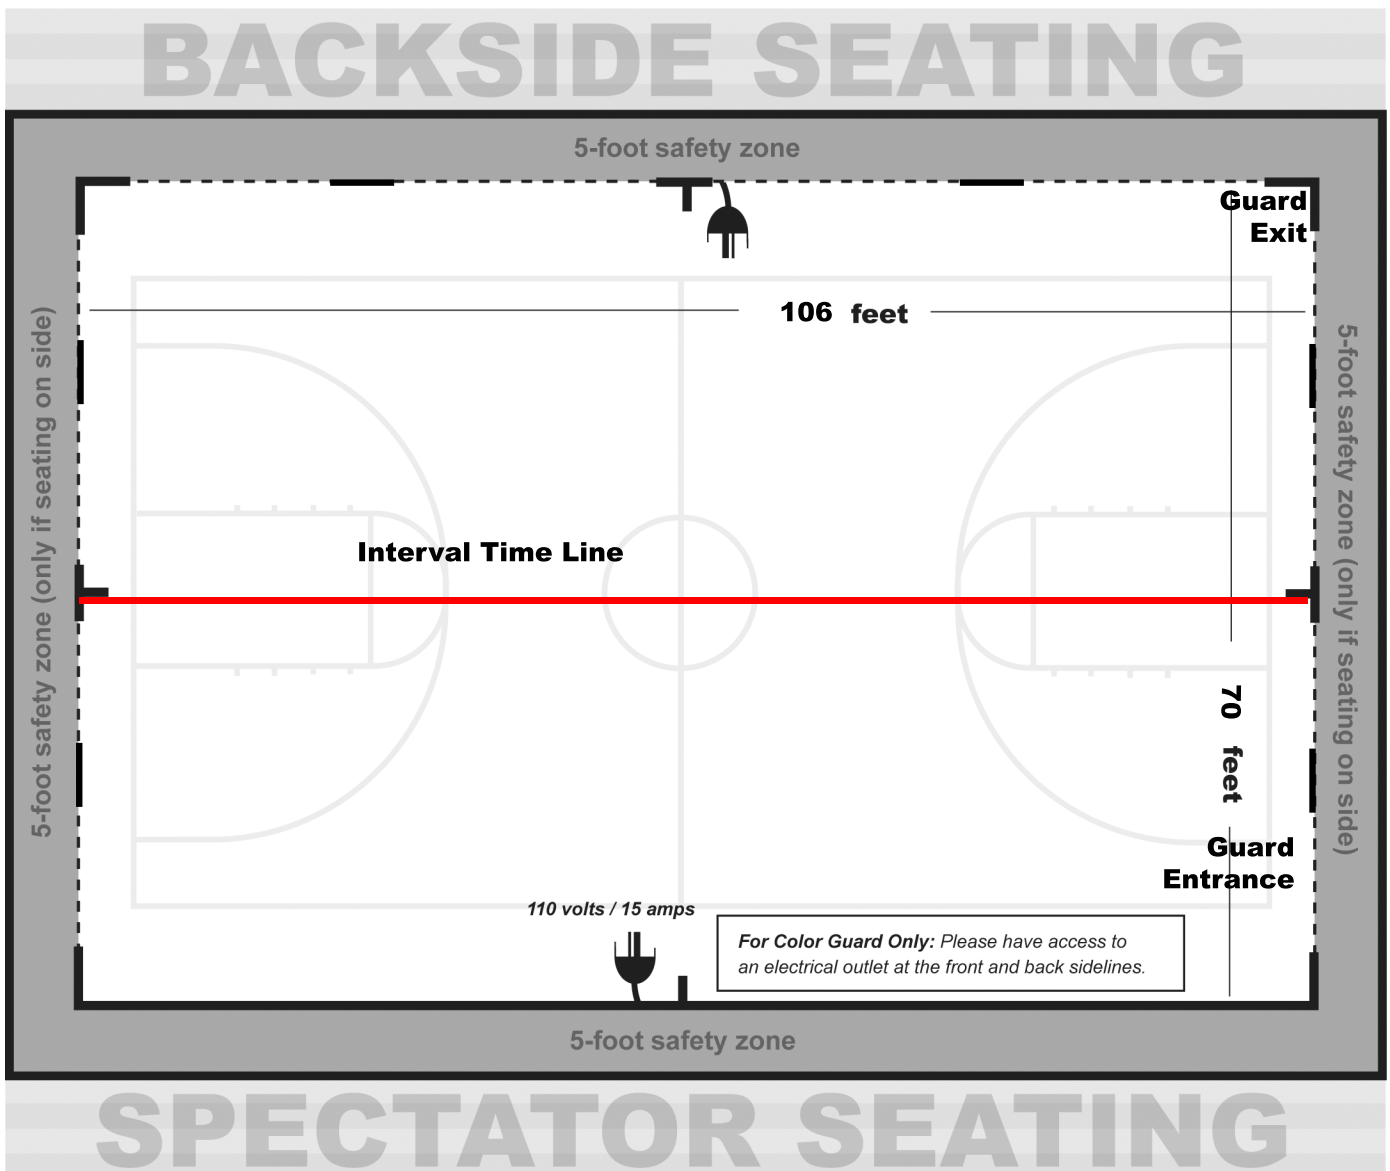 BACKSIDE SEATING
5-foot safety zone
Guard
Exit
106 feet
5-foot safety zone (only if seating on side)
5-foot safety zone (only if seating on side)
Interval Time Line
70 feet
Guard
Entrance
110 volts / 15 amps
For Color Guard Only: Please have access to
an electrical outlet at the front and back sidelines.
5-foot safety zone
SPECTATOR SEATING